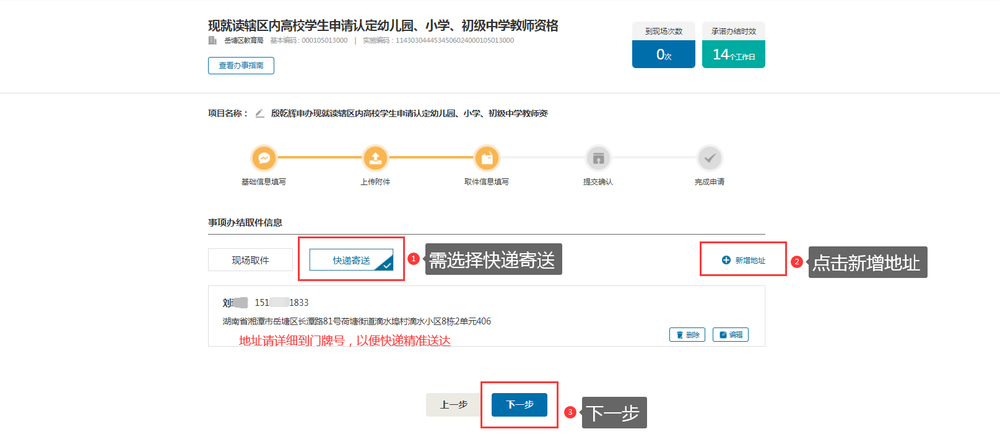 现就读辖区内高校学生申请认定幼儿园、小学、初级中学教师资格
岳塘区教育局 基本编码：000105013000 | 实施编码：1143030444534506024000105013000
查看办事指南
到现场次数
0次
承诺办结时效
14个工作日
项目名称： 殷乾辉申办现就读辖区内高校学生申请认定幼儿园、小学、初级中学教师资
基础信息填写
上传附件
取件信息填写
提交确认
完成申请
事项办结取件信息
现场取件
快递寄送
1 需选择快递寄送
新增地址
2 点击新增地址
刘 151 1833
湖南省湘潭市岳塘区长潭路81号荷塘街道滴水埠村滴水小区8栋2单元406
地址请详细到门牌号，以便快递精准送达
删除
编辑
上一步
下一步
3 下一步